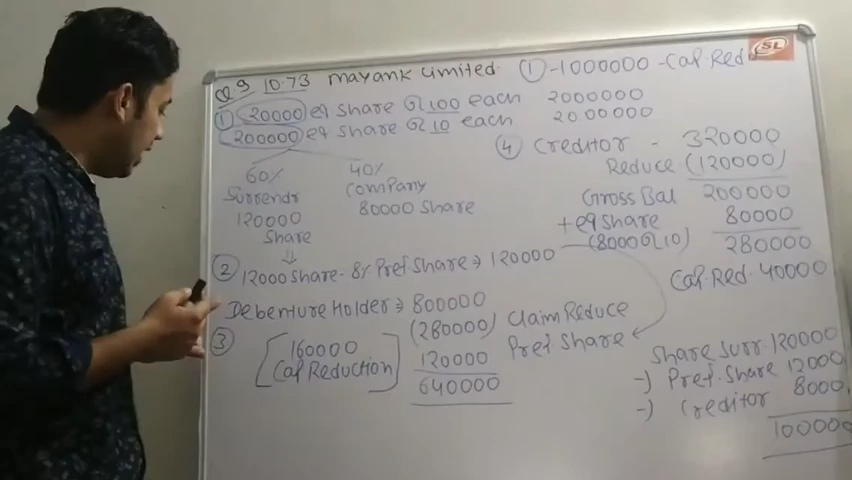 Q 9 10.73 Mayank Limited.
① 20000 eq share @ 100 each 2000000
200000 eq share @ 10 each 2000000
60% Surrendr 120000 Share
40% Company 80000 Share
② 12000 Share - 8% Pref Share → 120000
③ Debenture Holder → 800000
(280000) Claim Reduce
120000 Pref Share
640000
[160000 Cap Reduction]
① - 1000000 - Cap. Red
④ Creditor - 320000
Reduce (120000)
Gross Bal 200000
+ eq share 80000
(8000 @ 10) 280000
Cap. Red. 40000
Share Surr. 120000
-) Pref. Share 12000
-) Creditor 8000
100000
SL